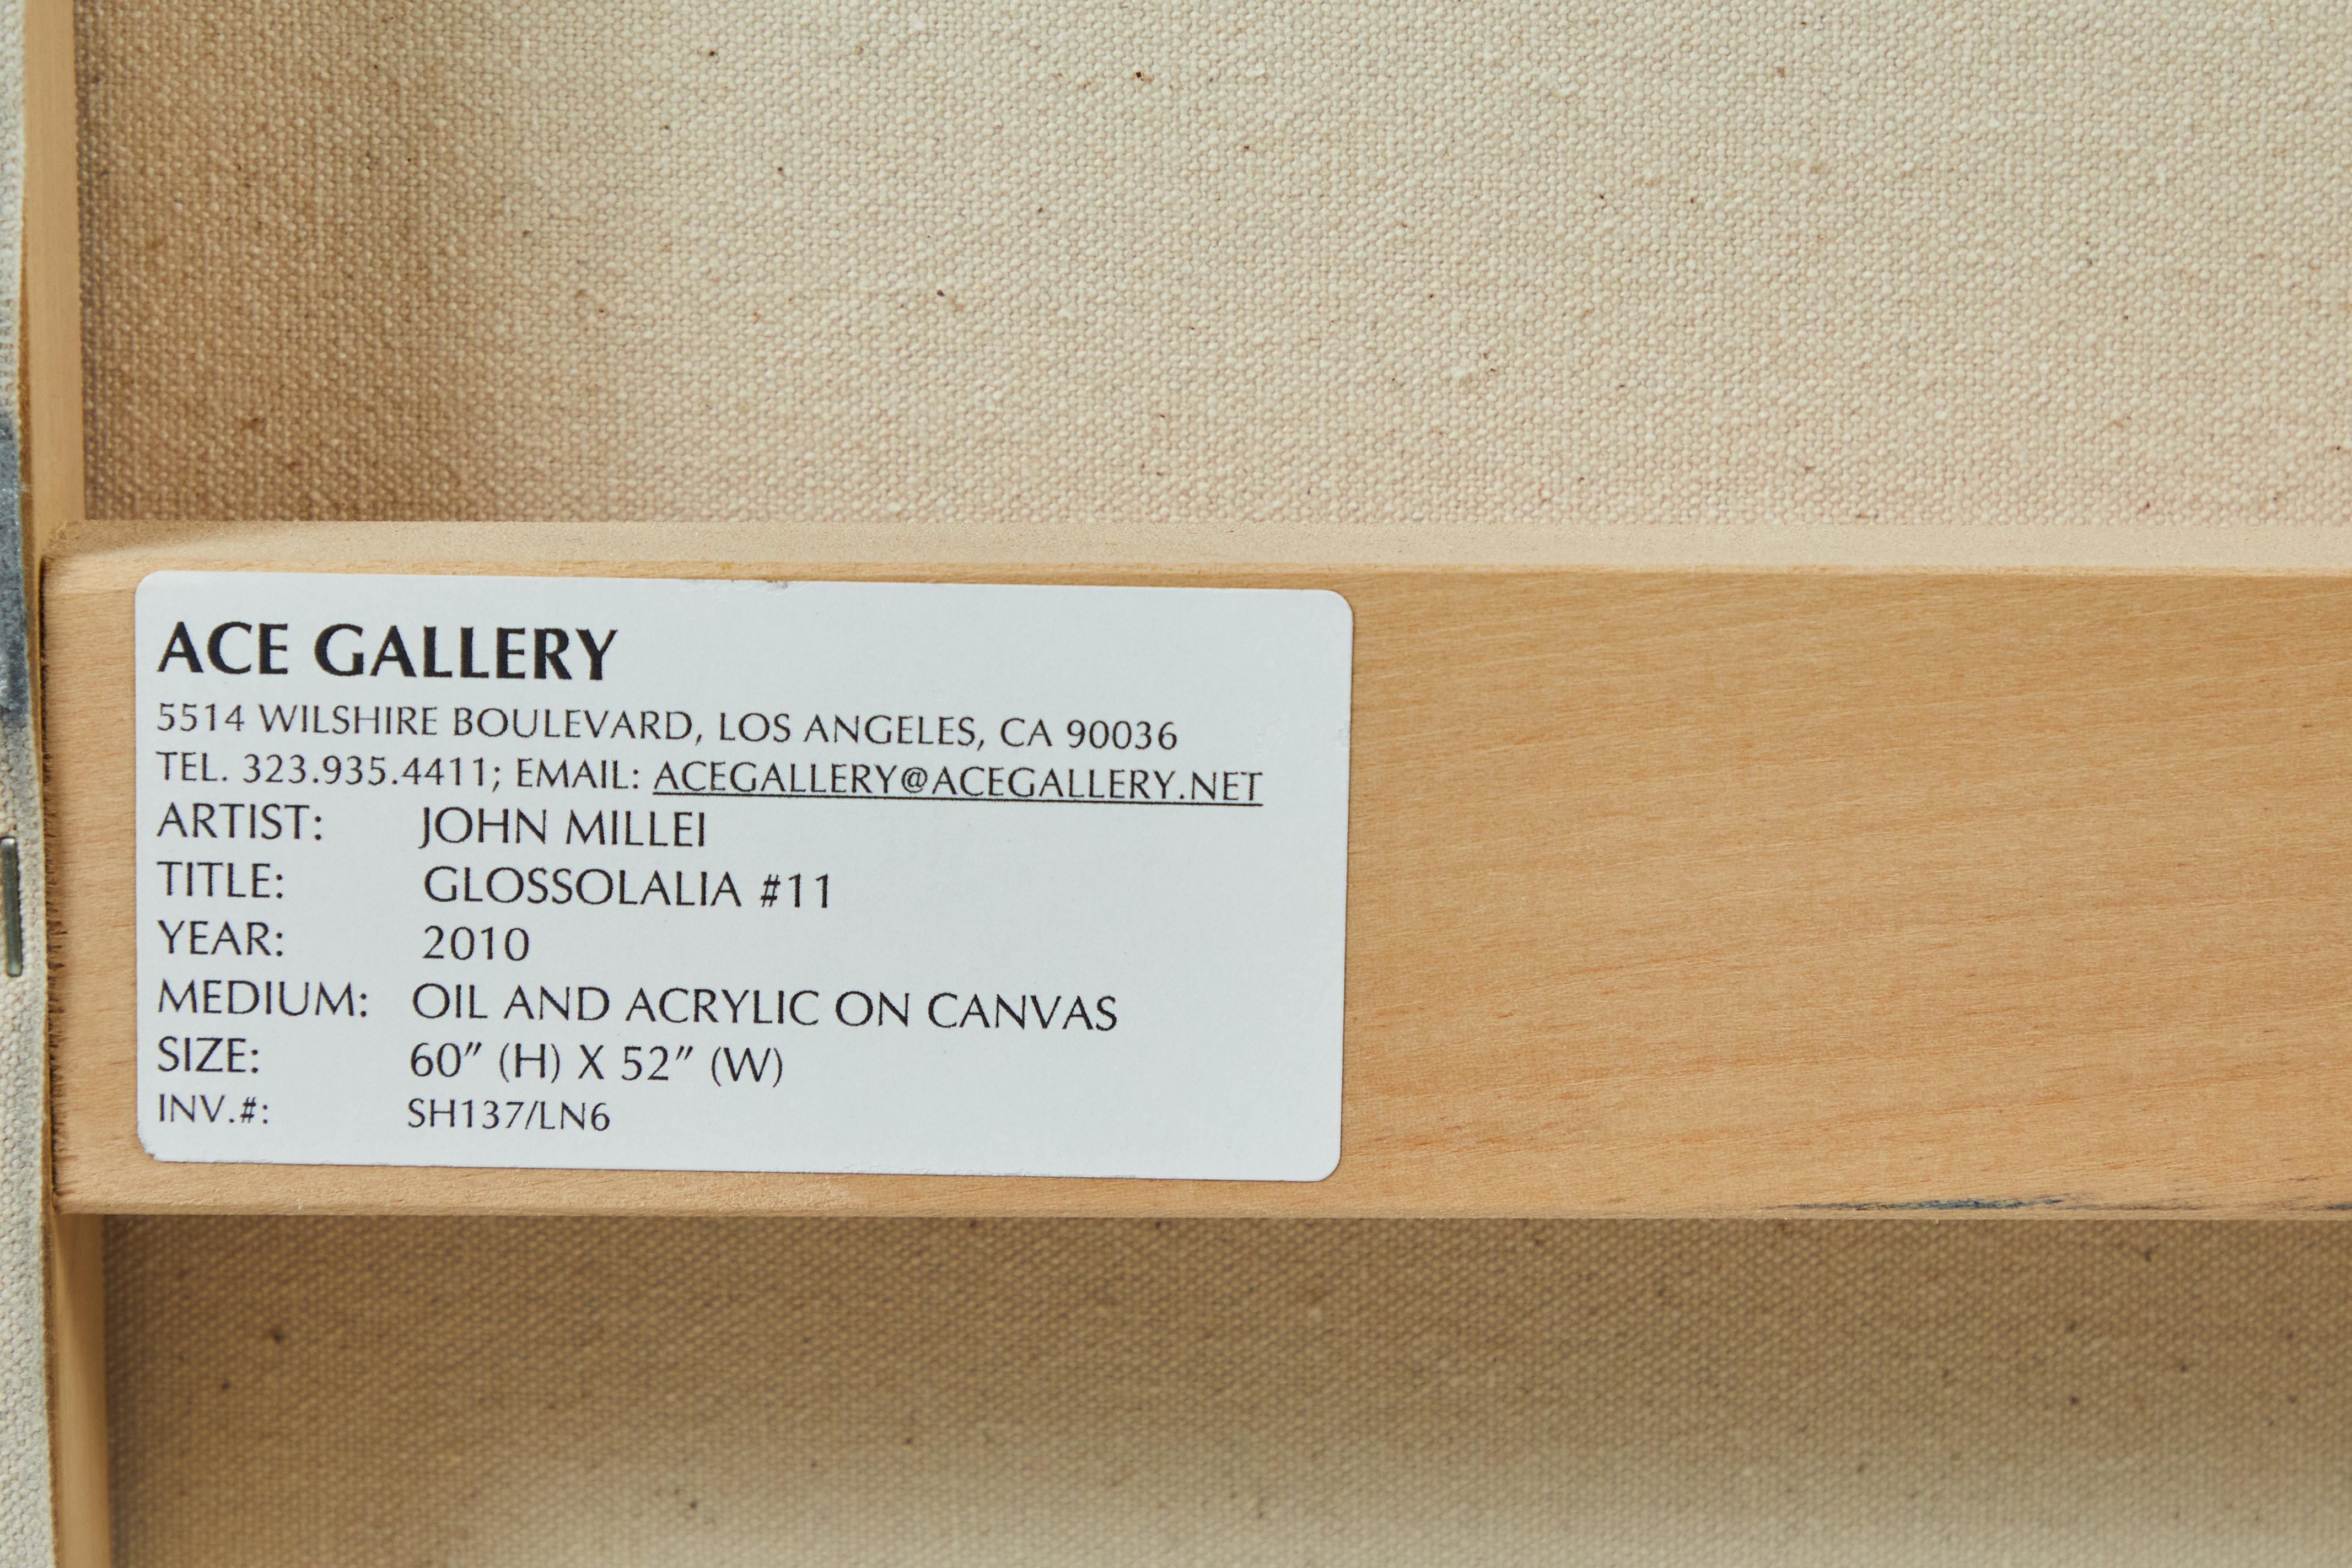 ACE GALLERY
5514 WILSHIRE BOULEVARD, LOS ANGELES, CA 90036
TEL. 323.935.4411; EMAIL: ACEGALLERY@ACEGALLERY.NET
ARTIST: JOHN MILLEI
TITLE: GLOSSOLALIA #11
YEAR: 2010
MEDIUM: OIL AND ACRYLIC ON CANVAS
SIZE: 60″ (H) X 52″ (W)
INV.#: SH137/LN6